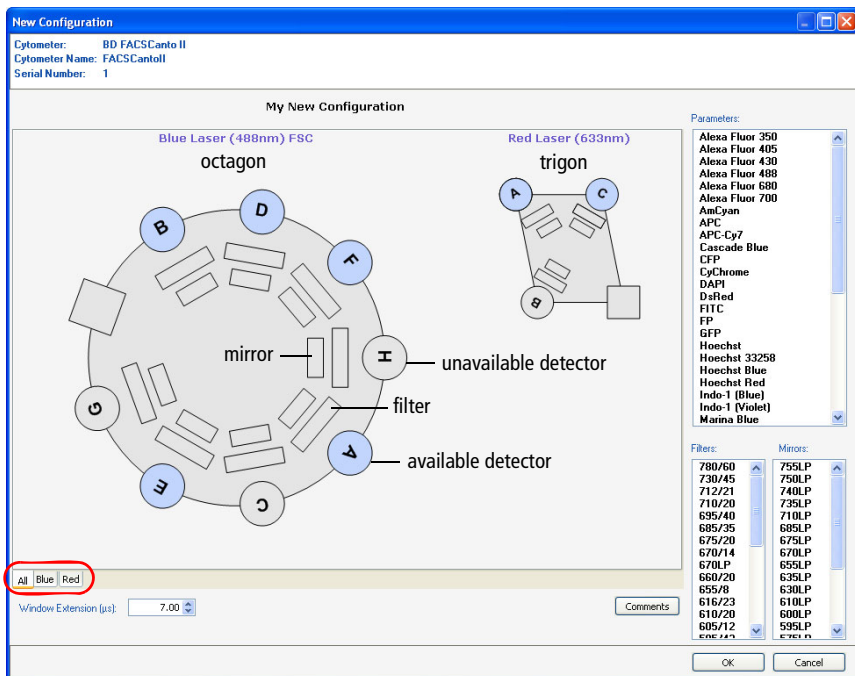 New Configuration
Cytometer: BD FACSCanto II
Cytometer Name: FACSCantoII
Serial Number: 1
My New Configuration
Blue Laser (488nm) FSC
octagon
Red Laser (633nm)
trigon
A
C
B
B
D
F
H
G
E
C
A
mirror
unavailable detector
filter
available detector
Parameters:
Alexa Fluor 350
Alexa Fluor 405
Alexa Fluor 430
Alexa Fluor 488
Alexa Fluor 680
Alexa Fluor 700
AmCyan
APC
APC-Cy7
Cascade Blue
CFP
CyChrome
DAPI
DsRed
FITC
FP
GFP
Hoechst
Hoechst 33258
Hoechst Blue
Hoechst Red
Indo-1 (Blue)
Indo-1 (Violet)
Marina Blue
Filters:
780/60
730/45
712/21
710/20
695/40
685/35
675/20
670/14
670LP
660/20
655/8
616/23
610/20
605/12
Mirrors:
755LP
750LP
740LP
735LP
710LP
685LP
675LP
670LP
655LP
635LP
630LP
610LP
600LP
595LP
All Blue Red
Window Extension (µs): 7.00
Comments
OK Cancel